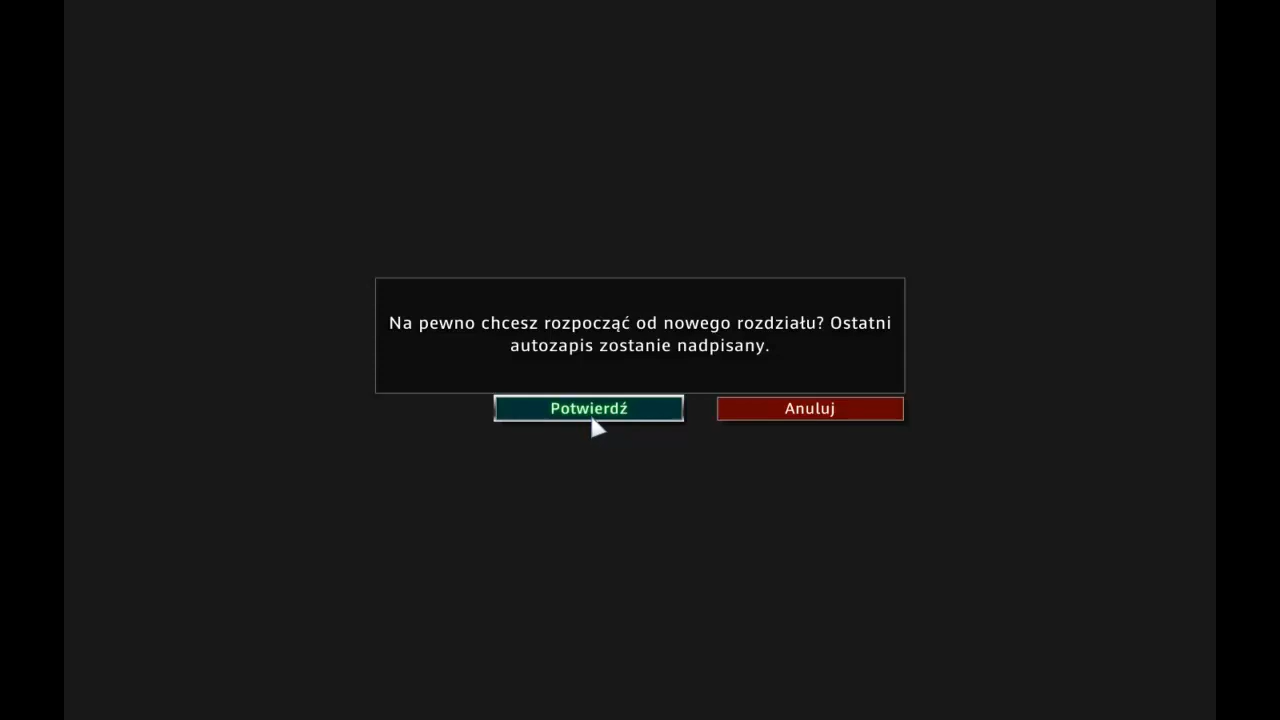 Na pewno chcesz rozpocząć od nowego rozdziału? Ostatni
autozapis zostanie nadpisany.
Potwierdź
Anuluj